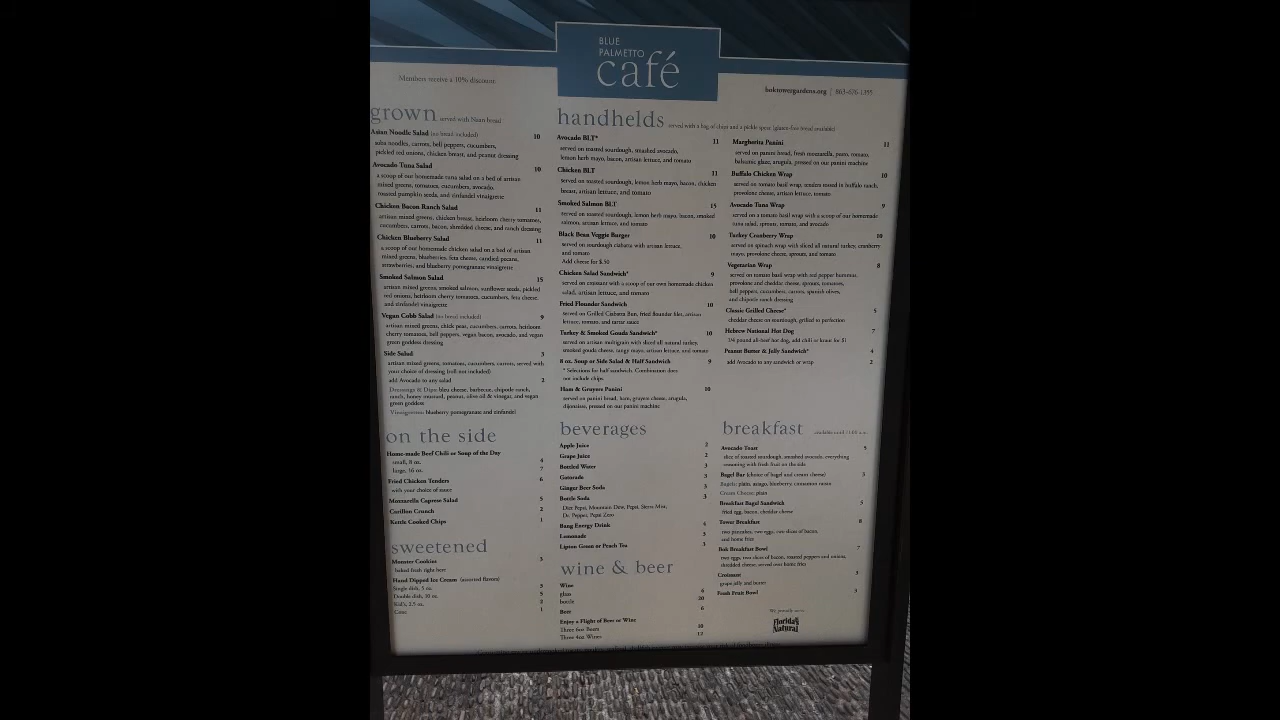 BLUE
PALMETTO
café
Members receive a 10% discount
boktowergardens.org | 863-676-1355
grown served with Naan bread
Asian Noodle Salad (no bread included) 10
soba noodles, carrots, bell peppers, cucumbers,
pickled red onions, chicken breast, and peanut dressing
Avocado Tuna Salad 10
a scoop of our homemade tuna salad on a bed of artisan
mixed greens, tomatoes, cucumbers, avocado,
toasted pumpkin seeds, and zinfandel vinaigrette
Chicken Bacon Ranch Salad 11
artisan mixed greens, chicken breast, heirloom cherry tomatoes,
cucumbers, carrots, bacon, shredded cheese, and ranch dressing
Chicken Blueberry Salad 11
a scoop of our homemade chicken salad on a bed of artisan
mixed greens, blueberries, feta cheese, candied pecans,
strawberries, and blueberry pomegranate vinaigrette
Smoked Salmon Salad 15
artisan mixed greens, smoked salmon, sunflower seeds, pickled
red onions, heirloom cherry tomatoes, cucumbers, feta cheese
and zinfandel vinaigrette
Vegan Cobb Salad (no bread included) 9
artisan mixed greens, chick peas, cucumbers, carrots, heirloom
cherry tomatoes, bell peppers, vegan bacon, avocado, and vegan
green goddess dressing
Side Salad 3
artisan mixed greens, tomatoes, cucumbers, carrots, served with
your choice of dressing (roll not included)
add Avocado to any salad 2
Dressings & Dips: bleu cheese, barbecue, chipotle ranch,
ranch, honey mustard, peanut, olive oil & vinegar, and vegan
green goddess
Vinaigrettes: blueberry pomegranate and zinfandel
on the side
Home-made Beef Chili or Soup of the Day
small, 8 oz. 4
large, 16 oz. 7
Fried Chicken Tenders 6
with your choice of sauce
Mozzarella Caprese Salad 5
Carillon Crunch 2
Kettle Cooked Chips 1
sweetened
Monster Cookies 3
baked fresh right here
Hand Dipped Ice Cream (assorted flavors)
Single dish, 5 oz. 3
Double dish, 10 oz. 5
Kid's, 2.5 oz. 2
Cone 1
handhelds served with a bag of chips and a pickle spear (gluten-free bread available)
Avocado BLT* 11
served on toasted sourdough, smashed avocado,
lemon herb mayo, bacon, artisan lettuce, and tomato
Chicken BLT 11
served on toasted sourdough, lemon herb mayo, bacon, chicken
breast, artisan lettuce, and tomato
Smoked Salmon BLT 15
served on toasted sourdough, lemon herb mayo, bacon, smoked
salmon, artisan lettuce, and tomato
Black Bean Veggie Burger 10
served on sourdough ciabatta with artisan lettuce,
and tomato
Add cheese for $.50
Chicken Salad Sandwich* 9
served on croissant with a scoop of our own homemade chicken
salad, artisan lettuce, and tomato
Fried Flounder Sandwich 10
served on Grilled Ciabatta Bun, fried flounder filet, artisan
lettuce, tomato, and tartar sauce
Turkey & Smoked Gouda Sandwich* 10
served on artisan multigrain with sliced all natural turkey,
smoked gouda cheese, tangy mayo, artisan lettuce, and tomato
8 oz. Soup or Side Salad & Half Sandwich 9
* Selections for half sandwich. Combination does
not include chips.
Ham & Gruyere Panini 10
served on panini bread, ham, gruyere cheese, arugula,
dijonaise, pressed on our panini machine
Margherita Panini 11
served on panini bread, fresh mozzarella, pesto, tomato,
balsamic glaze, arugula, pressed on our panini machine
Buffalo Chicken Wrap 10
served on tomato basil wrap, tenders tossed in buffalo ranch,
provolone cheese, artisan lettuce, tomato
Avocado Tuna Wrap 9
served on a tomato basil wrap with a scoop of our homemade
tuna salad, sprouts, tomato, and avocado
Turkey Cranberry Wrap 10
served on spinach wrap with sliced all natural turkey, cranberry
mayo, provolone cheese, sprouts, and tomato
Vegetarian Wrap 8
served on tomato basil wrap with red pepper hummus,
provolone and cheddar cheese, sprouts, tomatoes,
bell peppers, cucumbers, carrots, spanish olives,
and chipotle ranch dressing
Classic Grilled Cheese* 5
cheddar cheese on sourdough, grilled to perfection
Hebrew National Hot Dog 7
1/4 pound all-beef hot dog, add chili or kraut for $1
Peanut Butter & Jelly Sandwich* 4
add Avocado to any sandwich or wrap 2
beverages
Apple Juice 2
Grape Juice 2
Bottled Water 3
Gatorade 3
Ginger Beer Soda 3
Bottle Soda 3
Diet Pepsi, Mountain Dew, Pepsi, Sierra Mist,
Dr. Pepper, Pepsi Zero
Bang Energy Drink 4
Lemonade 3
Lipton Green or Peach Tea 3
wine & beer
Wine
glass 6
bottle 20
Beer 6
Enjoy a Flight of Beer or Wine
Three 6oz Beers 10
Three 4oz Wines 12
breakfast available until
Avocado Toast 5
slice of toasted sourdough, smashed avocado, everything
seasoning with fresh fruit on the side
Bagel Bar (choice of bagel and cream cheese) 3
Bagels: plain, asiago, blueberry, cinnamon raisin
Cream Cheese: plain
Breakfast Bagel Sandwich 5
fried egg, bacon, cheddar cheese
Tower Breakfast 8
two pancakes, two eggs, two slices of bacon,
and home fries
Bok Breakfast Bowl 7
two eggs, two slices of bacon, roasted peppers and onions,
shredded cheese, served over home fries
Croissant 3
grape jelly and butter
Fresh Fruit Bowl 3
We proudly serve
Florida's
Natural